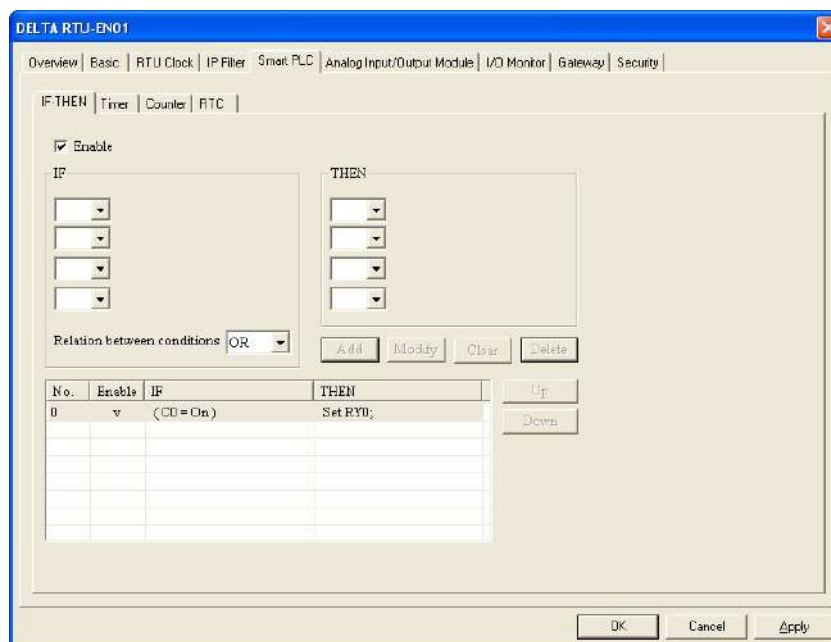 DELTA RTU-EN01
Overview Basic RTU Clock IP Filter Smart PLC Analog Input/Output Module I/O Monitor Gateway Security
IF-THEN Timer Counter RTC
Enable
IF THEN
Relation between conditions OR
Add Modify Clear Delete
No. Enable IF THEN
0 v (C0 = On) Set RY0;
Up
Down
OK Cancel Apply